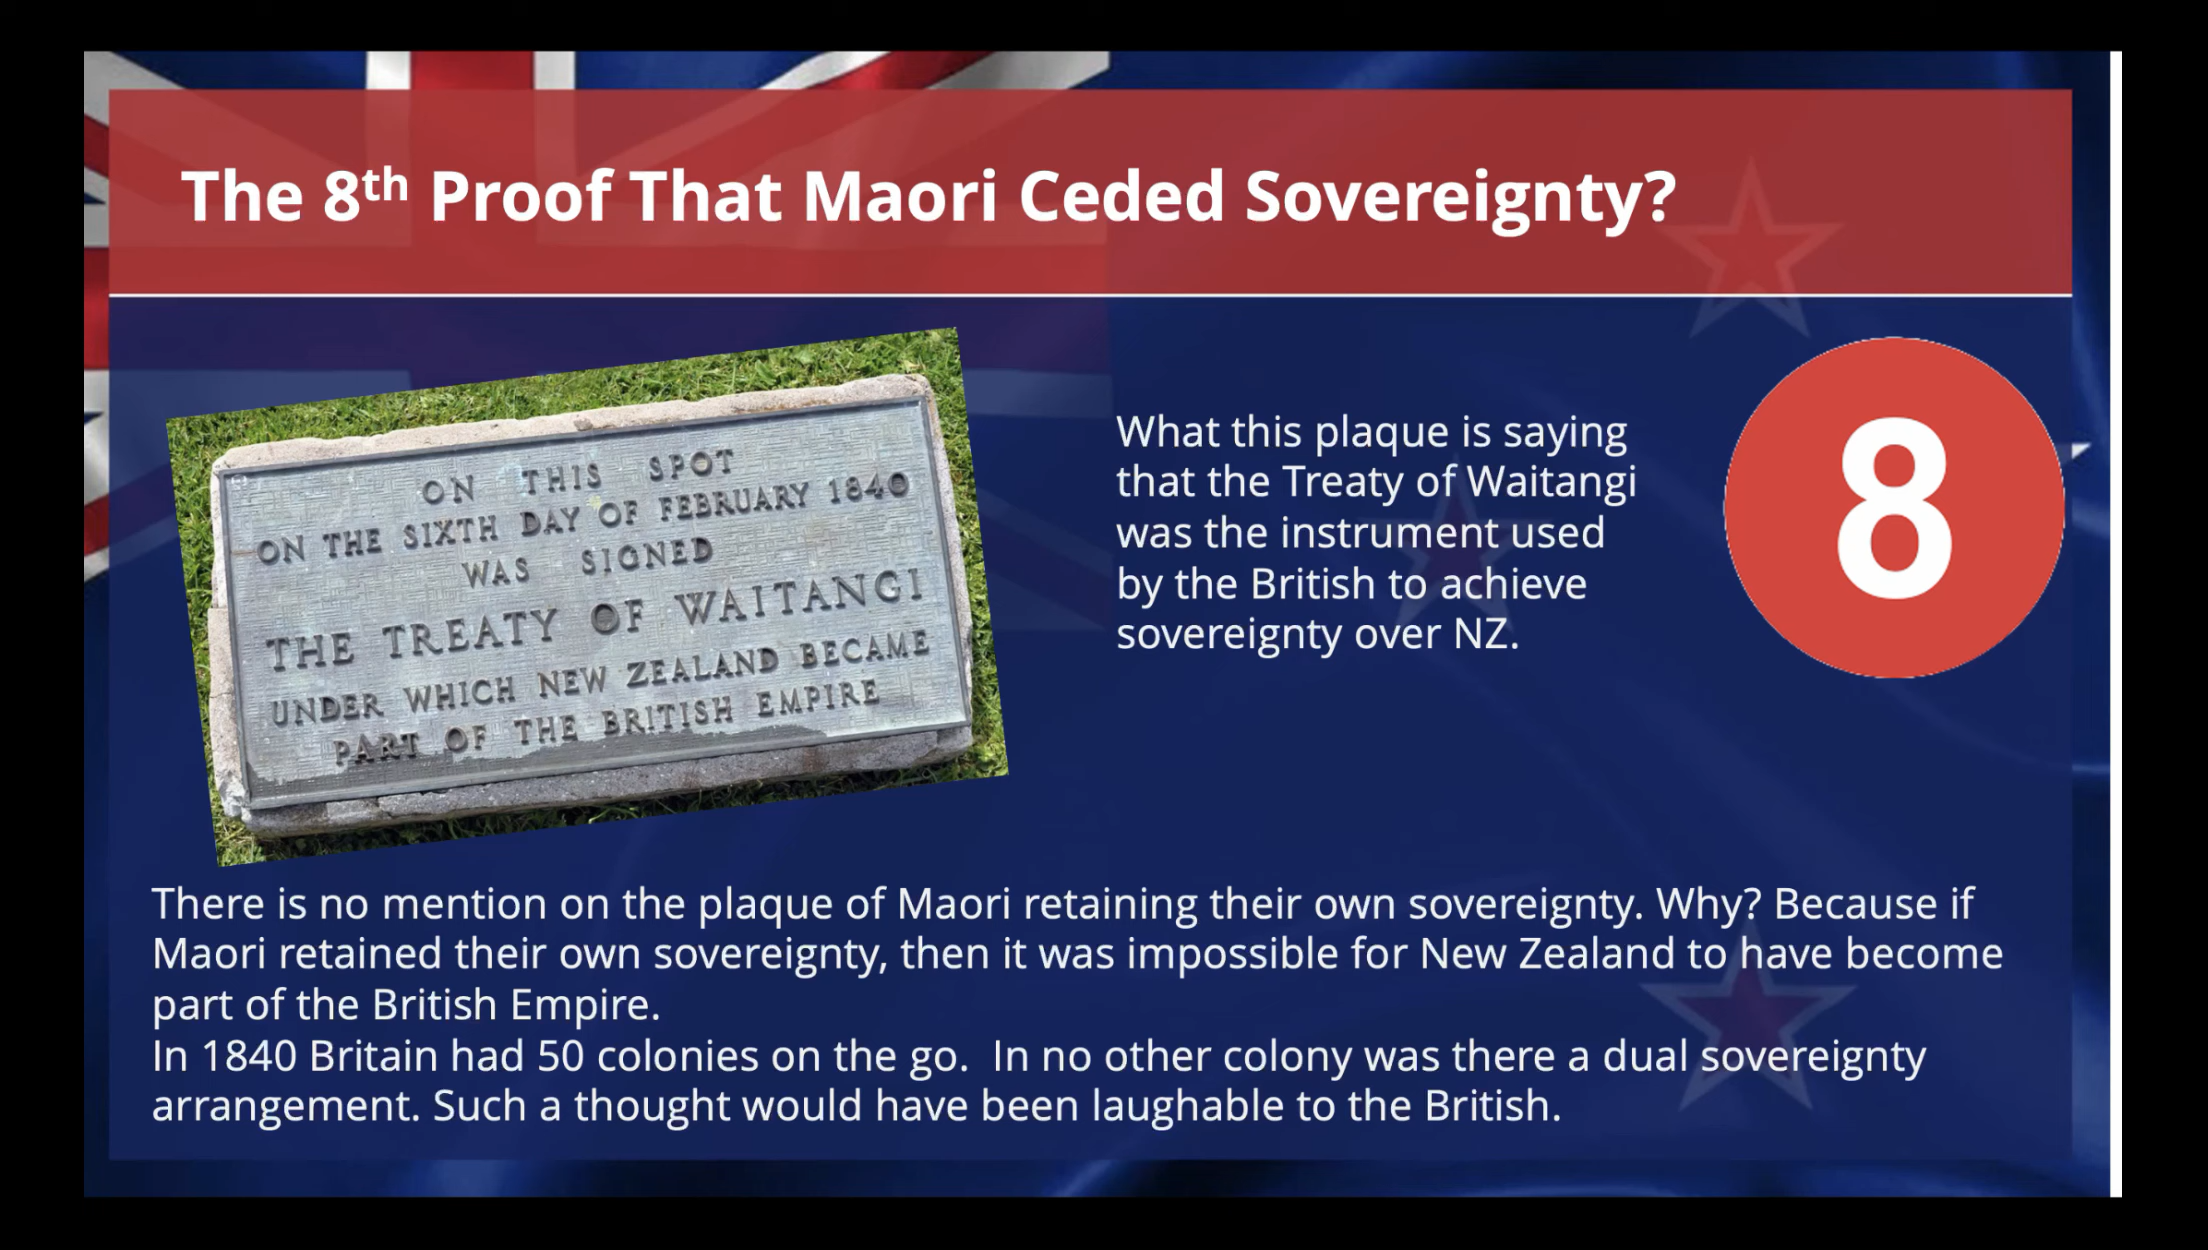 The 8th Proof That Maori Ceded Sovereignty?
ON THIS SPOT
ON THE SIXTH DAY OF FEBRUARY 1840
WAS SIGNED
THE TREATY OF WAITANGI
UNDER WHICH NEW ZEALAND BECAME
PART OF THE BRITISH EMPIRE
What this plaque is saying
that the Treaty of Waitangi
was the instrument used
by the British to achieve
sovereignty over NZ.
8
There is no mention on the plaque of Maori retaining their own sovereignty. Why? Because if
Maori retained their own sovereignty, then it was impossible for New Zealand to have become
part of the British Empire.
In 1840 Britain had 50 colonies on the go.  In no other colony was there a dual sovereignty
arrangement. Such a thought would have been laughable to the British.